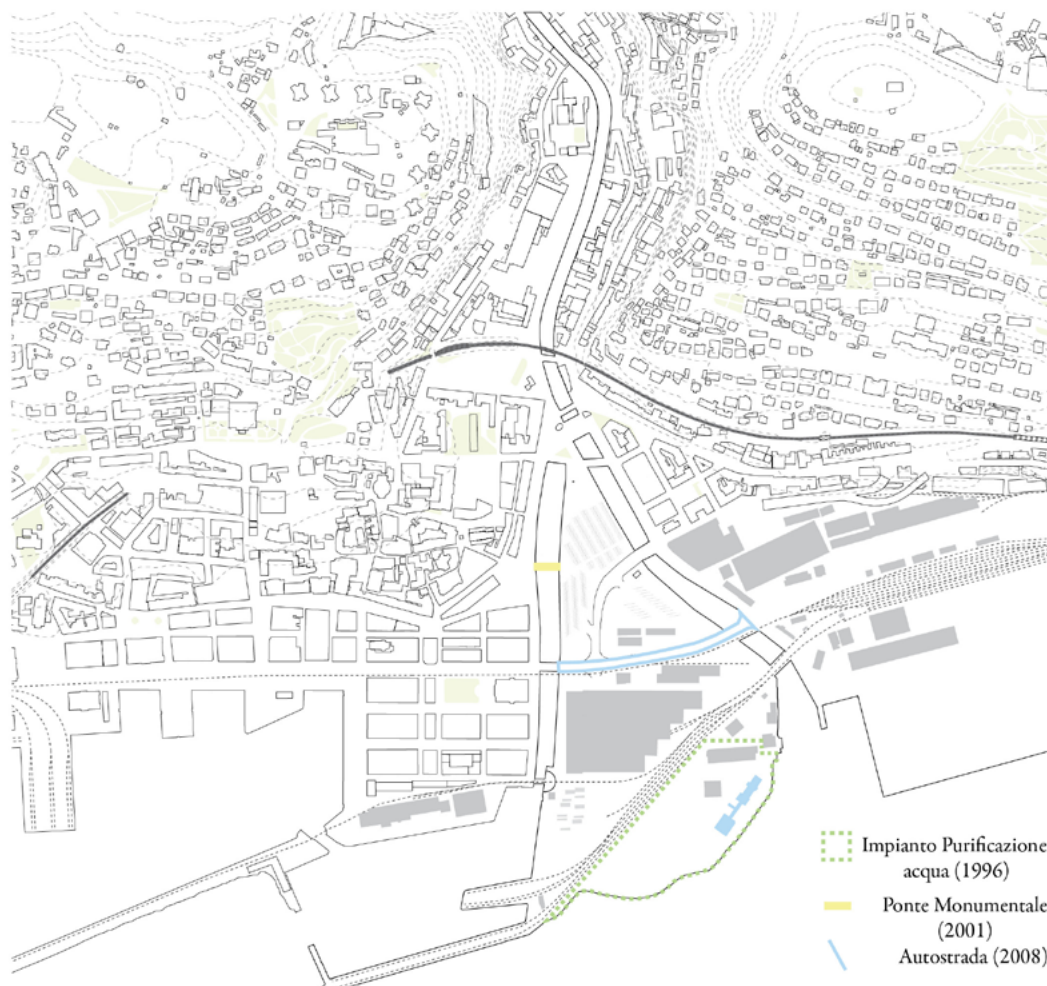 Impianto Purificazione
acqua (1996)
Ponte Monumentale
(2001)
Autostrada (2008)